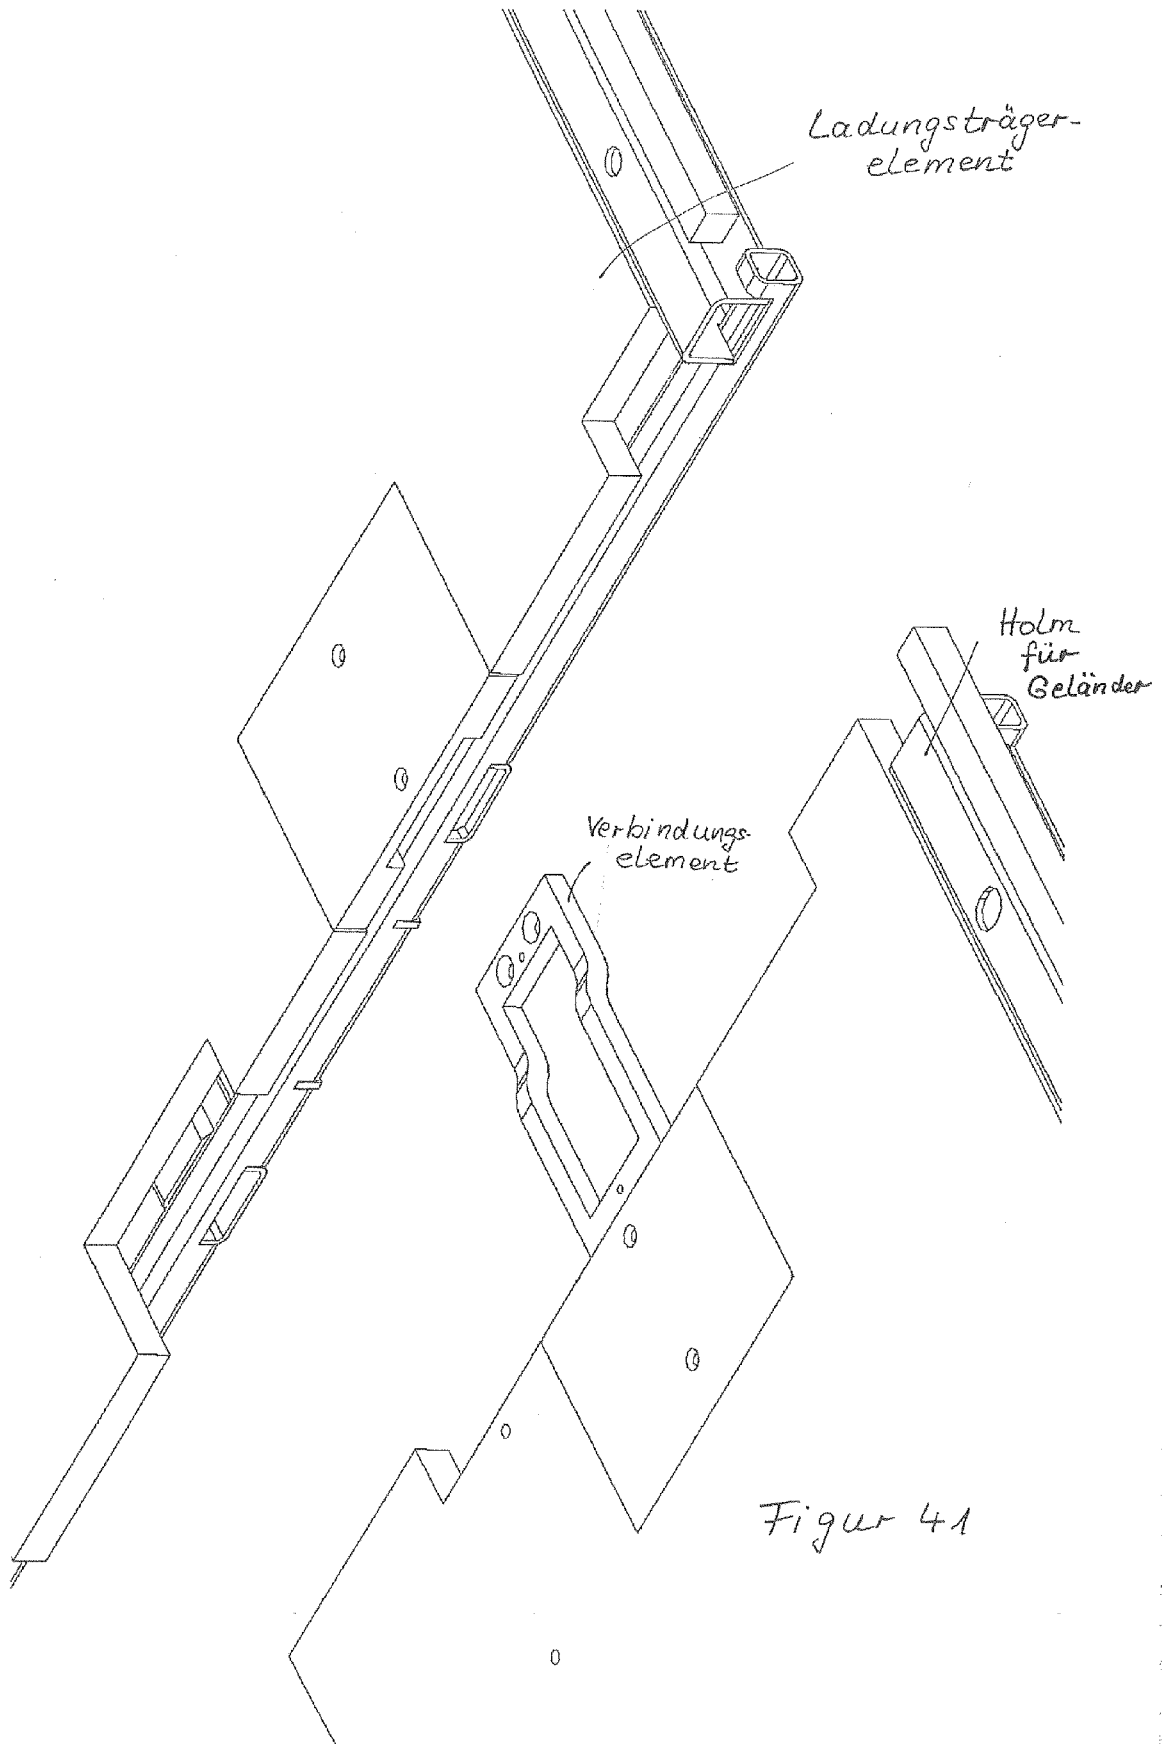 Ladungsträger-
element
Holm
für
Geländer
Verbindungs-
element
Figur 41